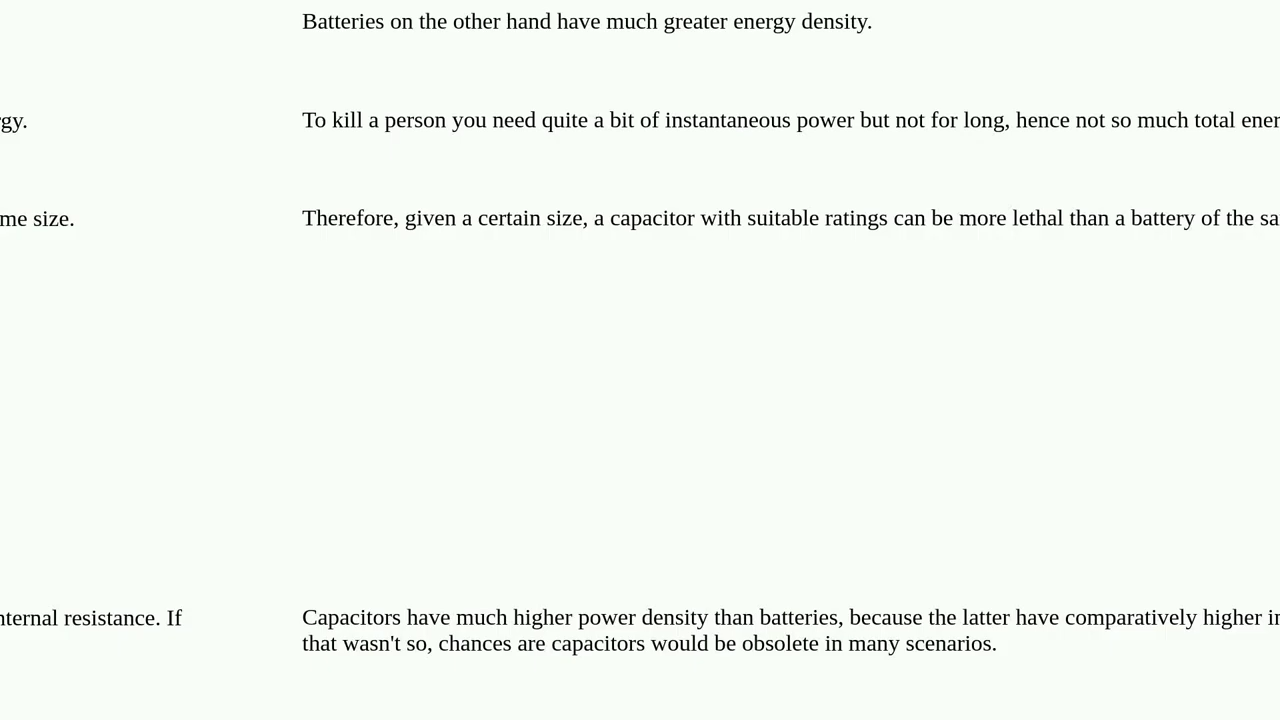 Batteries on the other hand have much greater energy density.
rgy.
To kill a person you need quite a bit of instantaneous power but not for long, hence not so much total ener
me size.
Therefore, given a certain size, a capacitor with suitable ratings can be more lethal than a battery of the sa
nternal resistance. If
Capacitors have much higher power density than batteries, because the latter have comparatively higher in
that wasn't so, chances are capacitors would be obsolete in many scenarios.